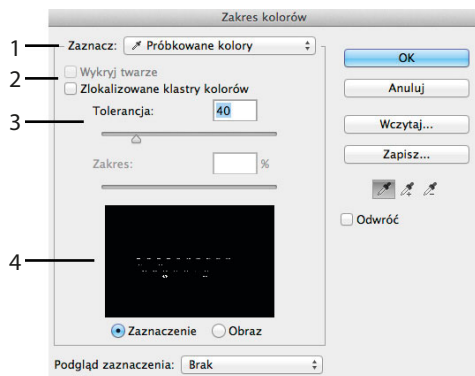 Zakres kolorów
1
Zaznacz: Próbkowane kolory
OK
2
Wykryj twarze
Zlokalizowane klastry kolorów
Anuluj
3
Tolerancja: 40
Wczytaj...
Zakres: %
Zapisz...
Odwróć
4
Zaznaczenie Obraz
Podgląd zaznaczenia: Brak